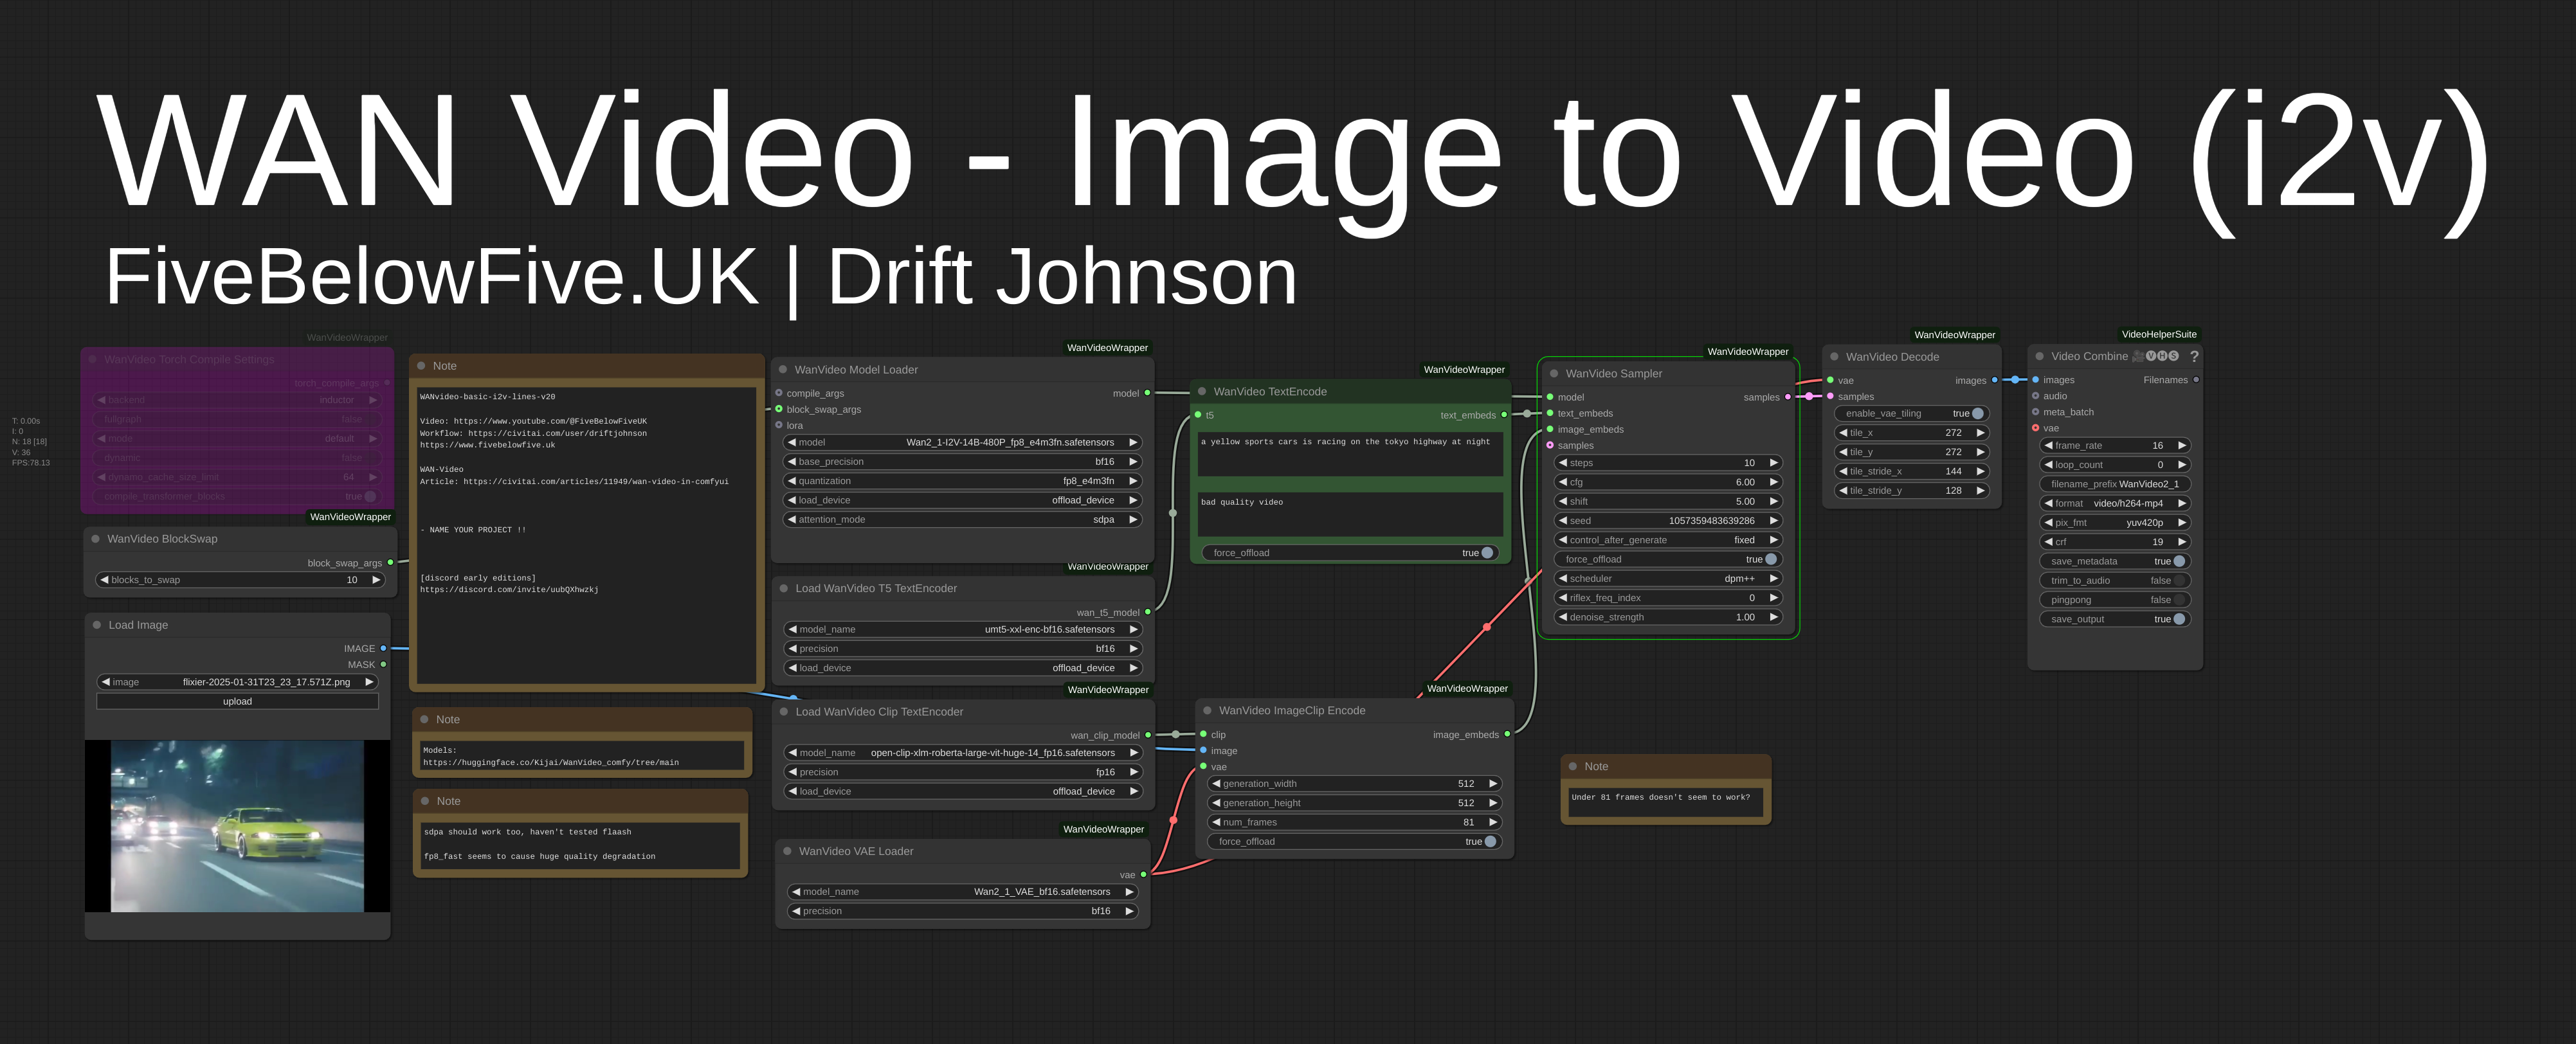 WAN Video - Image to Video (i2v)
FiveBelowFive.UK | Drift Johnson
T: 0.00s
I: 0
N: 18 [18]
V: 36
FPS:78.13
WanVideoWrapper
WanVideo Torch Compile Settings
torch_compile_args
backend inductor
fullgraph false
mode default
dynamic false
dynamo_cache_size_limit 64
compile_transformer_blocks true
WanVideoWrapper
WanVideo BlockSwap
block_swap_args
blocks_to_swap 10
Load Image
IMAGE
MASK
image flixier-2025-01-31T23_23_17.571Z.png
upload
Note
WANvideo-basic-i2v-lines-v20
Video: https://www.youtube.com/@FiveBelowFiveUK
Workflow: https://civitai.com/user/driftjohnson
https://www.fivebelowfive.uk
WAN-Video
Article: https://civitai.com/articles/11949/wan-video-in-comfyui
- NAME YOUR PROJECT !!
[discord early editions]
https://discord.com/invite/uubQXhwzkj
Note
Models:
https://huggingface.co/Kijai/WanVideo_comfy/tree/main
Note
sdpa should work too, haven't tested flaash
fp8_fast seems to cause huge quality degradation
WanVideoWrapper
WanVideo Model Loader
compile_args model
block_swap_args
lora
model Wan2_1-I2V-14B-480P_fp8_e4m3fn.safetensors
base_precision bf16
quantization fp8_e4m3fn
load_device offload_device
attention_mode sdpa
WanVideoWrapper
Load WanVideo T5 TextEncoder
wan_t5_model
model_name umt5-xxl-enc-bf16.safetensors
precision bf16
load_device offload_device
WanVideoWrapper
Load WanVideo Clip TextEncoder
wan_clip_model
model_name open-clip-xlm-roberta-large-vit-huge-14_fp16.safetensors
precision fp16
load_device offload_device
WanVideoWrapper
WanVideo VAE Loader
vae
model_name Wan2_1_VAE_bf16.safetensors
precision bf16
WanVideoWrapper
WanVideo TextEncode
t5 text_embeds
a yellow sports cars is racing on the tokyo highway at night
bad quality video
force_offload true
WanVideoWrapper
WanVideo ImageClip Encode
clip image_embeds
image
vae
generation_width 512
generation_height 512
num_frames 81
force_offload true
WanVideoWrapper
WanVideo Sampler
model samples
text_embeds
image_embeds
samples
steps 10
cfg 6.00
shift 5.00
seed 1057359483639286
control_after_generate fixed
force_offload true
scheduler dpm++
riflex_freq_index 0
denoise_strength 1.00
Note
Under 81 frames doesn't seem to work?
WanVideoWrapper
WanVideo Decode
vae images
samples
enable_vae_tiling true
tile_x 272
tile_y 272
tile_stride_x 144
tile_stride_y 128
VideoHelperSuite
Video Combine 🎥🅥🅗🅢 ?
images Filenames
audio
meta_batch
vae
frame_rate 16
loop_count 0
filename_prefix WanVideo2_1
format video/h264-mp4
pix_fmt yuv420p
crf 19
save_metadata true
trim_to_audio false
pingpong false
save_output true